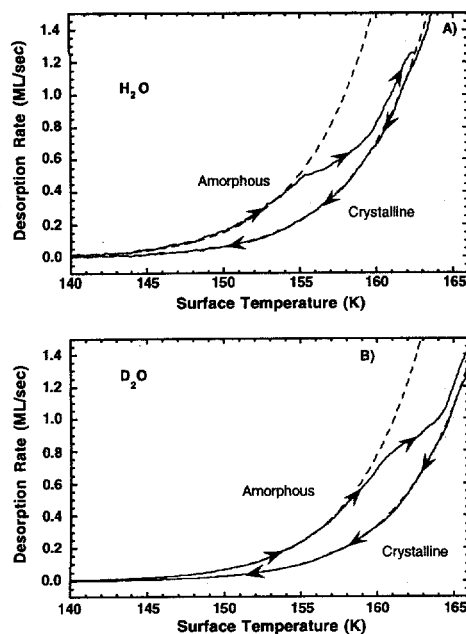 A)
H2O
Desorption Rate (ML/sec)
1.4
1.2
1.0
0.8
0.6
0.4
0.2
0.0
Amorphous
Crystalline
140 145 150 155 160 165
Surface Temperature (K)
B)
D2O
Desorption Rate (ML/sec)
1.4
1.2
1.0
0.8
0.6
0.4
0.2
0.0
Amorphous
Crystalline
140 145 150 155 160 165
Surface Temperature (K)